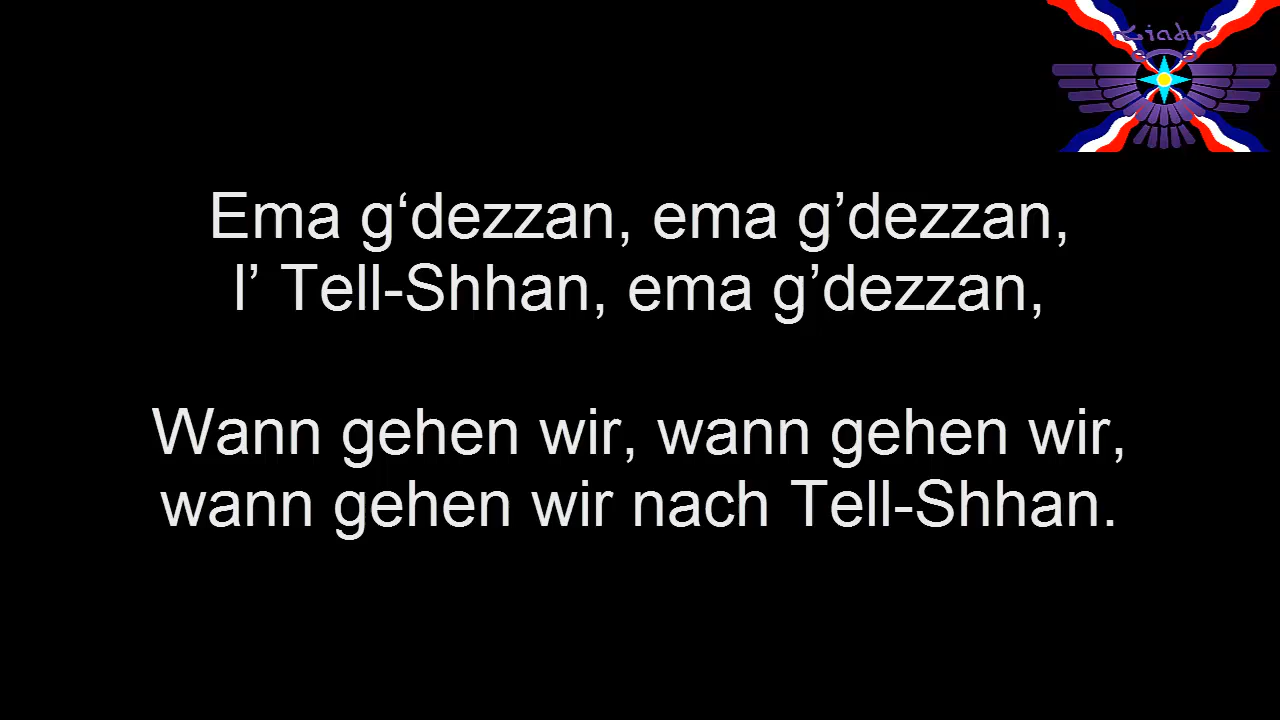 Ema g‘dezzan, ema g’dezzan,
l’ Tell-Shhan, ema g’dezzan,
Wann gehen wir, wann gehen wir,
wann gehen wir nach Tell-Shhan.